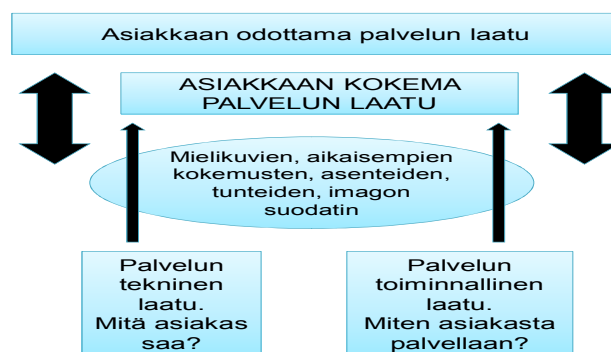 Asiakkaan odottama palvelun laatu
ASIAKKAAN KOKEMA
PALVELUN LAATU
Mielikuvien, aikaisempien
kokemusten, asenteiden,
tunteiden, imagon
suodatin
Palvelun
tekninen
laatu.
Mitä asiakas
saa?
Palvelun
toiminnallinen
laatu.
Miten asiakasta
palvellaan?